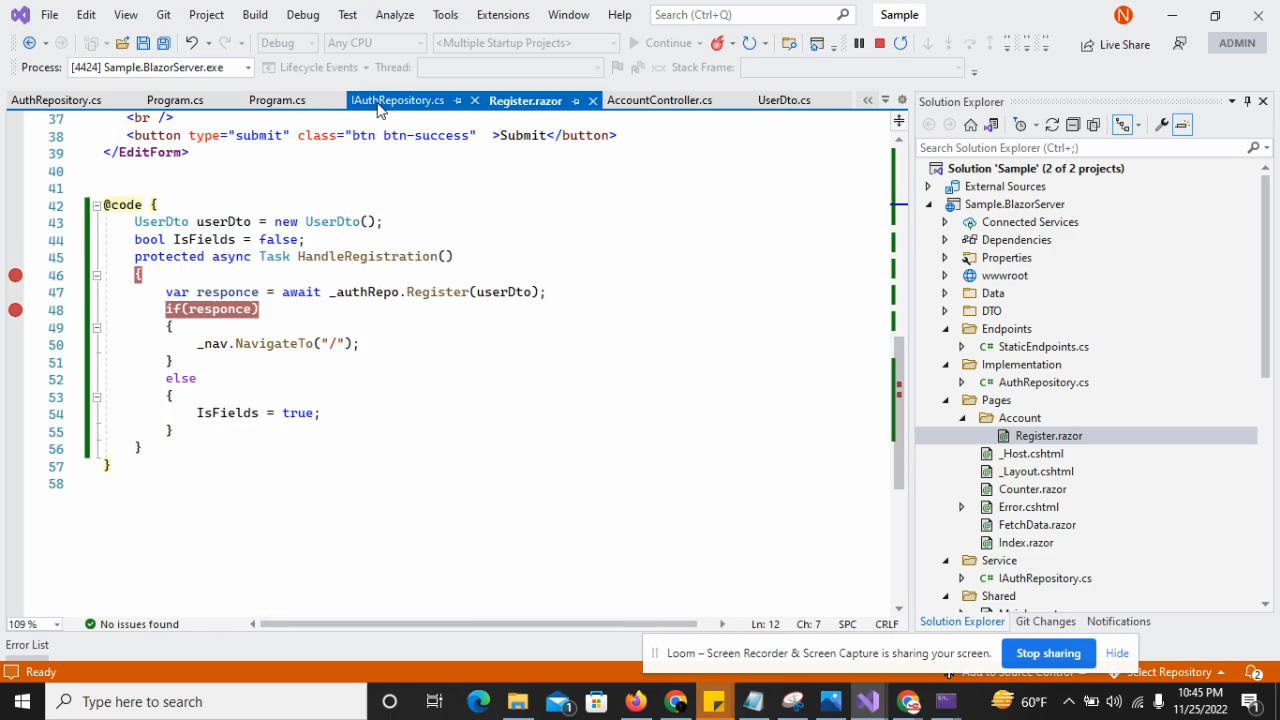 File Edit View Git Project Build Debug Test Analyze Tools Extensions Window Help Search (Ctrl+Q) Sample N
Debug Any CPU <Multiple Startup Projects> Continue Live Share ADMIN
Process: [4424] Sample.BlazorServer.exe Lifecycle Events Thread: Stack Frame:
AuthRepository.cs Program.cs Program.cs IAuthRepository.cs Register.razor AccountController.cs UserDto.cs
37 <br />
38 <button type="submit" class="btn btn-success" >Submit</button>
39 </EditForm>
40
41
42 @code {
43 UserDto userDto = new UserDto();
44 bool IsFields = false;
45 protected async Task HandleRegistration()
46 {
47 var responce = await _authRepo.Register(userDto);
48 if(responce)
49 {
50 _nav.NavigateTo("/");
51 }
52 else
53 {
54 IsFields = true;
55 }
56 }
57 }
58
109 % No issues found Ln: 12 Ch: 7 SPC CRLF
Error List
Ready
Solution Explorer
Search Solution Explorer (Ctrl+;)
Solution 'Sample' (2 of 2 projects)
External Sources
Sample.BlazorServer
Connected Services
Dependencies
Properties
wwwroot
Data
DTO
Endpoints
C# StaticEndpoints.cs
Implementation
C# AuthRepository.cs
Pages
Account
Register.razor
_Host.cshtml
_Layout.cshtml
Counter.razor
Error.cshtml
FetchData.razor
Index.razor
Service
C# IAuthRepository.cs
Shared
Solution Explorer Git Changes Notifications
Loom – Screen Recorder & Screen Capture is sharing your screen. Stop sharing Hide
Add to Source Control Select Repository 2
Type here to search 1 60°F 10:45 PM
11/25/2022 1